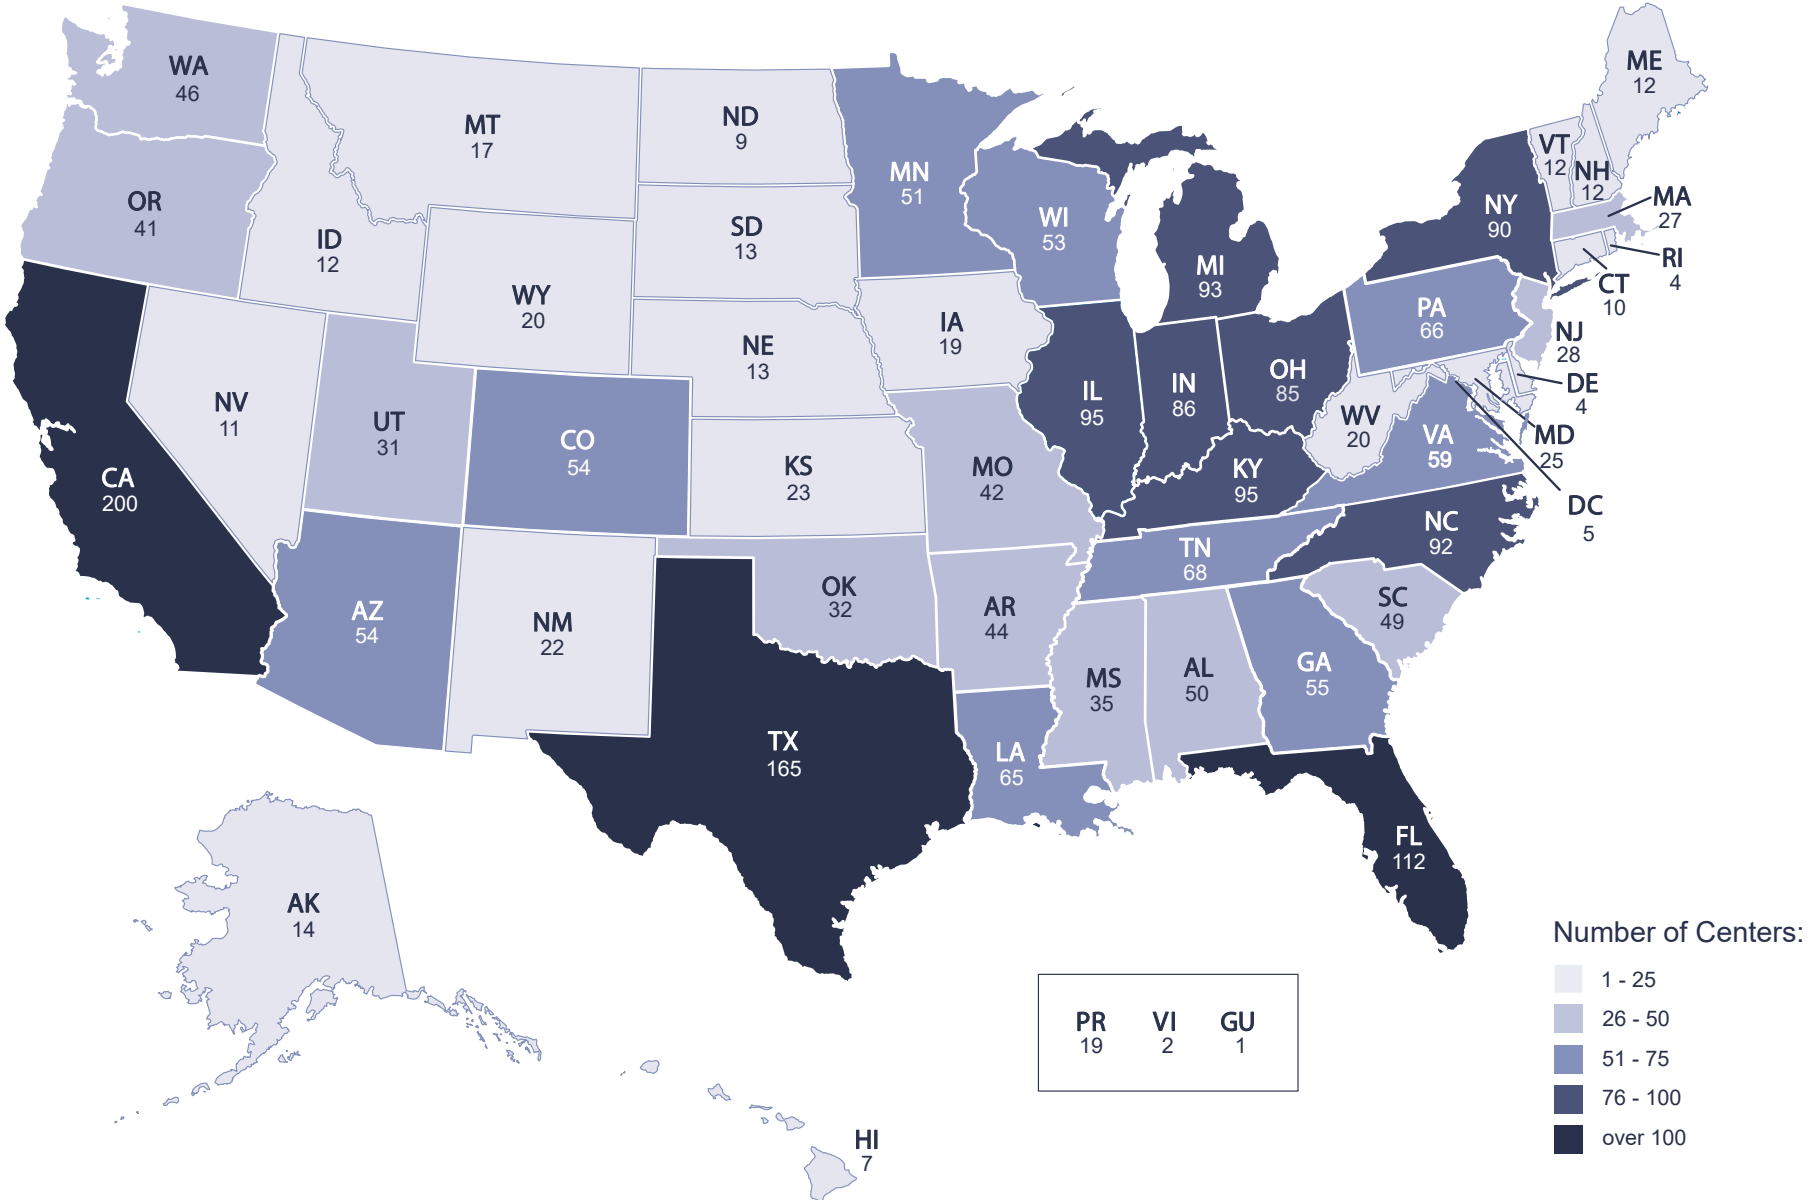 WA
46
OR
41
CA
200
ID
12
NV
11
MT
17
WY
20
UT
31
CO
54
AZ
54
NM
22
ND
9
SD
13
NE
13
KS
23
OK
32
TX
165
MN
51
IA
19
MO
42
AR
44
LA
65
WI
53
IL
95
MI
93
IN
86
OH
85
KY
95
TN
68
MS
35
AL
50
GA
55
FL
112
SC
49
NC
92
VA
59
WV
20
PA
66
NY
90
VT
12
NH
12
ME
12
MA
27
RI
4
CT
10
NJ
28
DE
4
MD
25
DC
5
AK
14
HI
7
PR
19
VI
2
GU
1
Number of Centers:
1 - 25
26 - 50
51 - 75
76 - 100
over 100